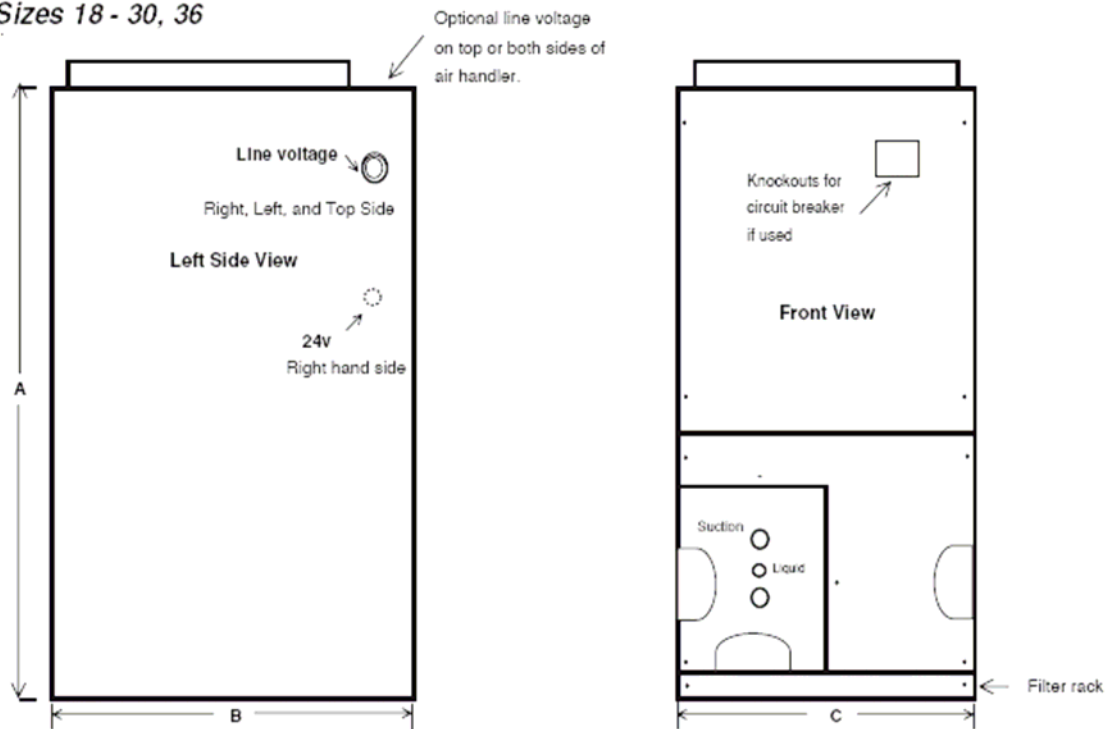 Sizes 18 - 30, 36
Optional line voltage
on top or both sides of
air handler.
Line voltage
Right, Left, and Top Side
Left Side View
24v
Right hand side
A
B
Knockouts for
circuit breaker
if used
Front View
Suction
Liquid
Filter rack
C